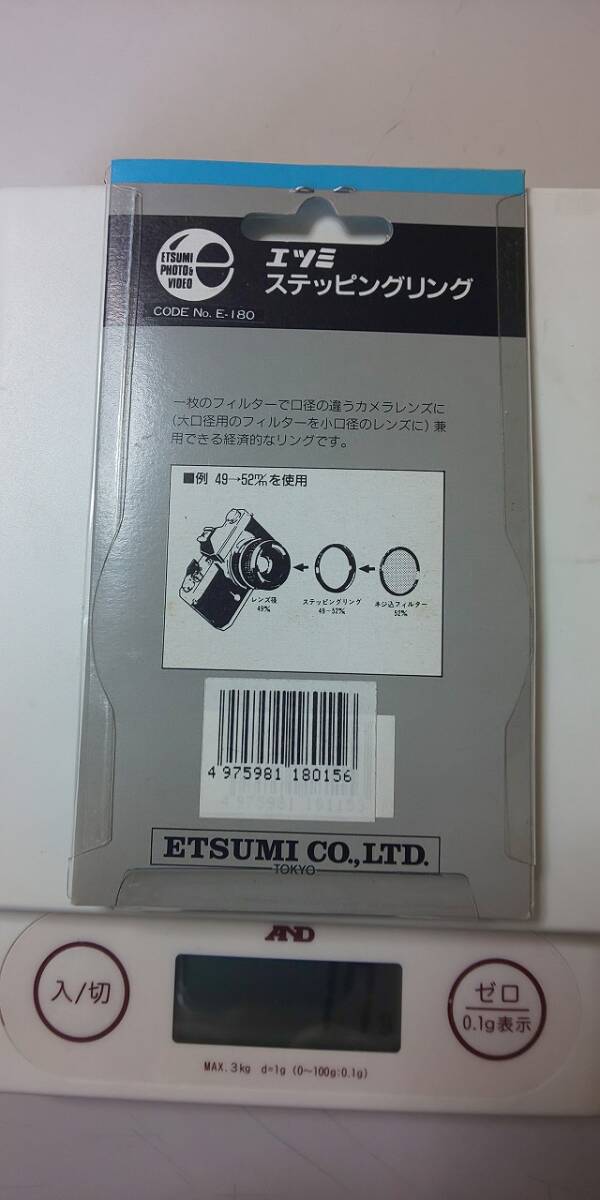 ETSUMI
PHOTO&
VIDEO
エツミ
ステッピングリング
CODE No. E-180
一枚のフィルターで口径の違うカメラレンズに
(大口径用のフィルターを小口径のレンズに)兼
用できる経済的なリングです。
■例 49→52m/mを使用
レンズ径
49m/m
ステッピングリング
49-52m/m
ネジ込フィルター
52m/m
4 975981 180156
ETSUMI CO.,LTD.
TOKYO
AND
入/切
ゼロ
0.1g表示
MAX. 3kg d=1g (0~100g:0.1g)